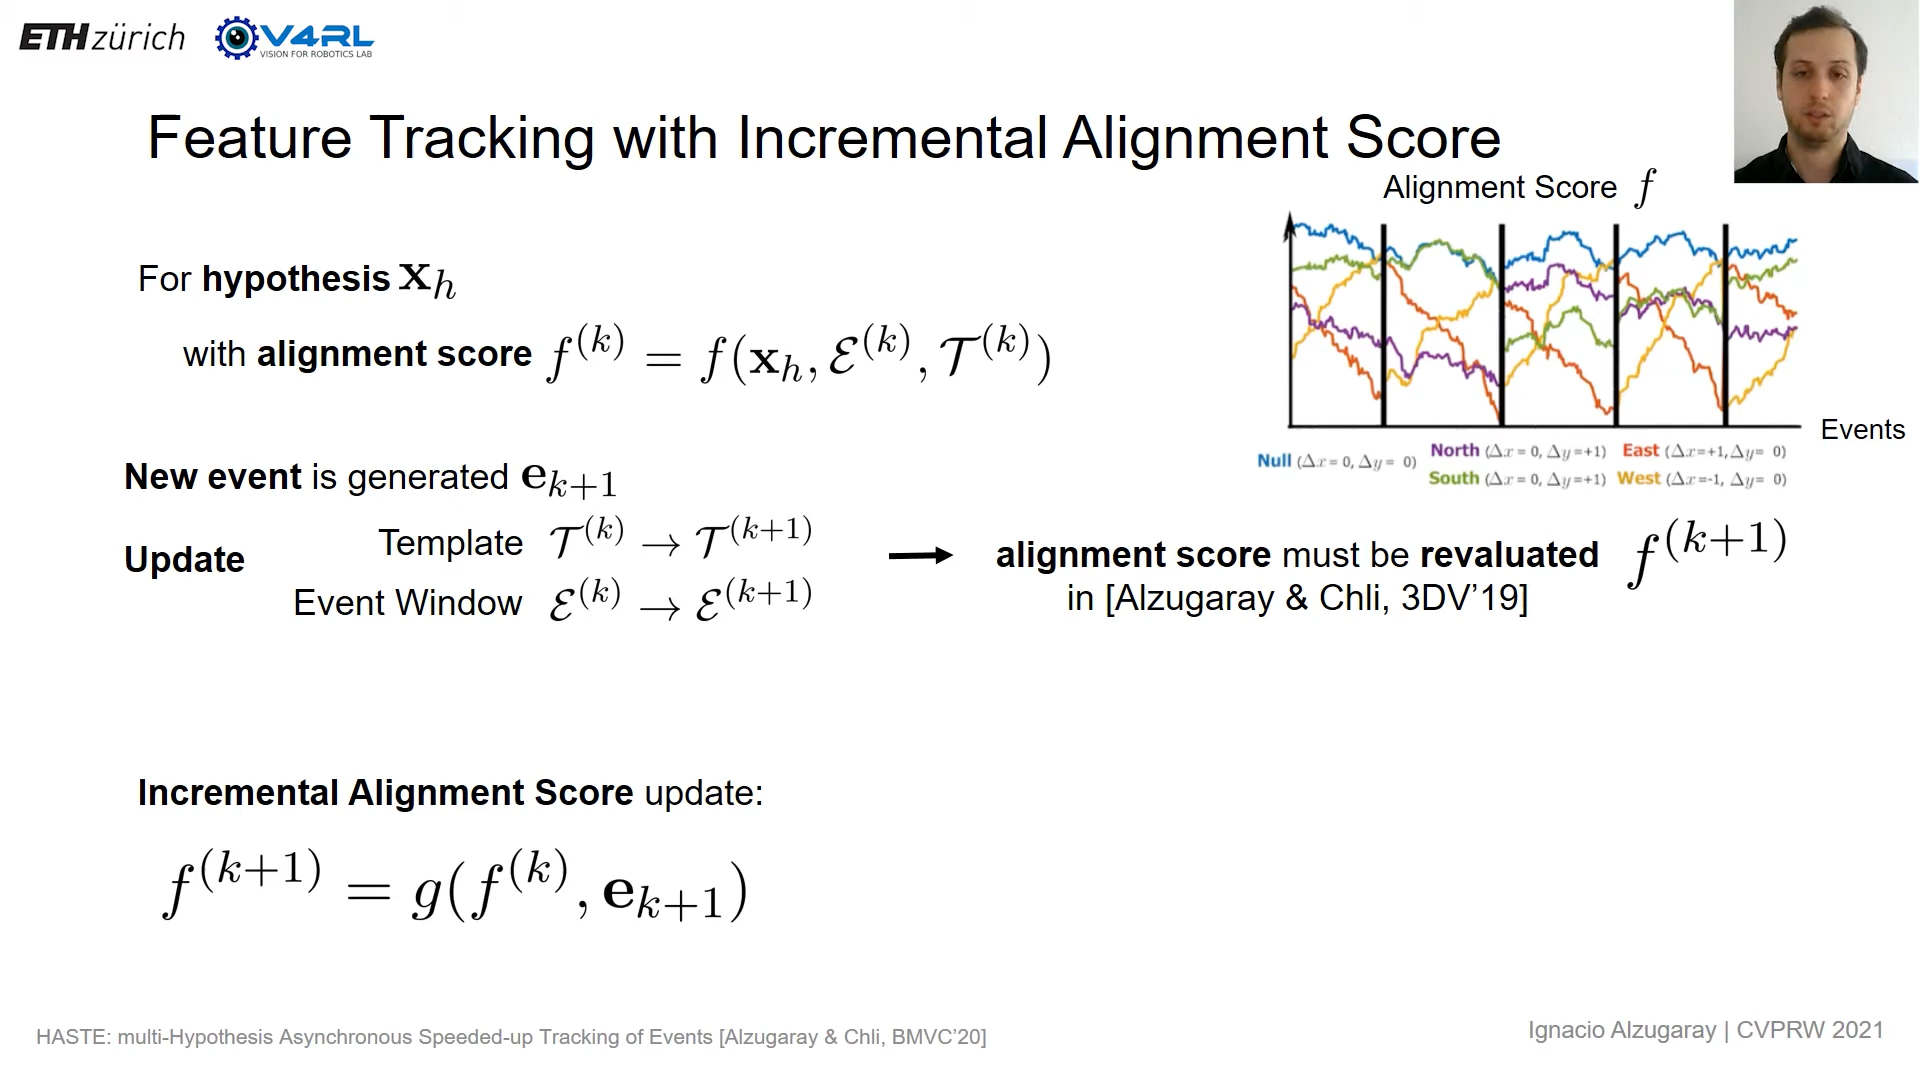 ETH zürich V4RL
VISION FOR ROBOTICS LAB
Feature Tracking with Incremental Alignment Score
Alignment Score f
For hypothesis x_h
with alignment score f^(k) = f(x_h, ℰ^(k), 𝒯^(k))
Events
Null (Δx = 0, Δy = 0) North (Δx = 0, Δy =+1) East (Δx=+1,Δy= 0)
South (Δx = 0, Δy =+1) West (Δx=-1, Δy= 0)
New event is generated e_{k+1}
Update
Template 𝒯^(k) → 𝒯^(k+1)
Event Window ℰ^(k) → ℰ^(k+1)
alignment score must be revaluated f^(k+1)
in [Alzugaray & Chli, 3DV’19]
Incremental Alignment Score update:
f^(k+1) = g(f^(k), e_{k+1})
HASTE: multi-Hypothesis Asynchronous Speeded-up Tracking of Events [Alzugaray & Chli, BMVC’20]
Ignacio Alzugaray | CVPRW 2021